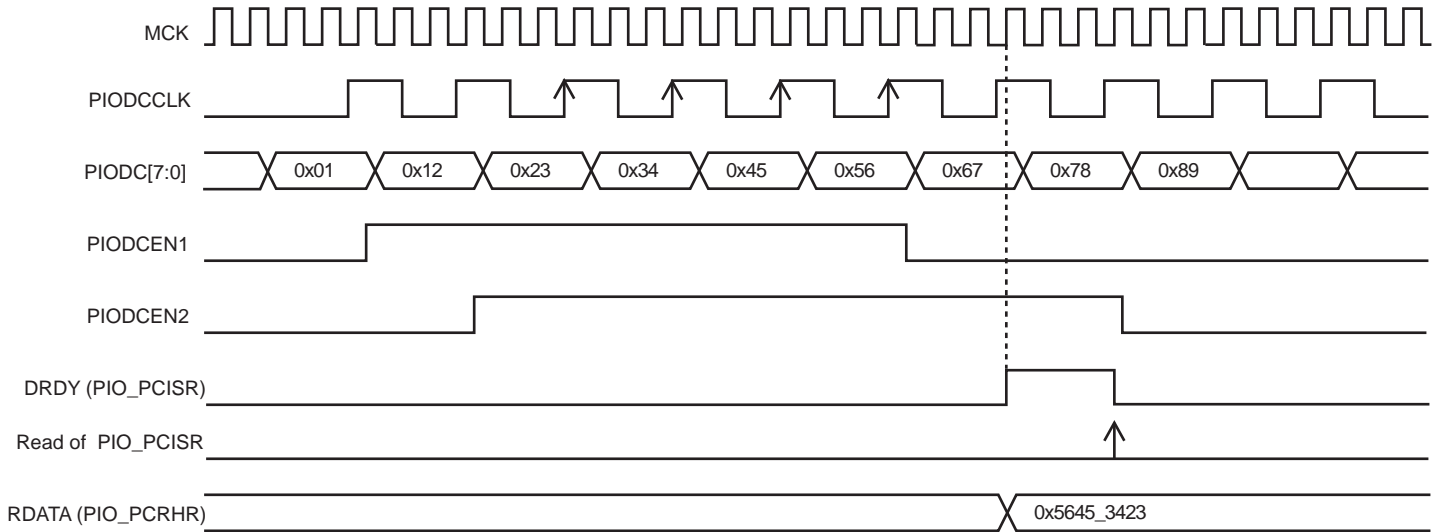 MCK
PIODCCLK
PIODC[7:0] 0x01 0x12 0x23 0x34 0x45 0x56 0x67 0x78 0x89
PIODCEN1
PIODCEN2
DRDY (PIO_PCISR)
Read of PIO_PCISR
RDATA (PIO_PCRHR) 0x5645_3423